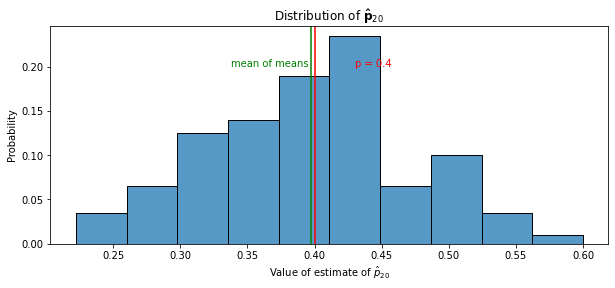 Distribution of p̂₂₀
mean of means
p = 0.4
Probability
0.20
0.15
0.10
0.05
0.00
0.25 0.30 0.35 0.40 0.45 0.50 0.55 0.60
Value of estimate of p̂₂₀